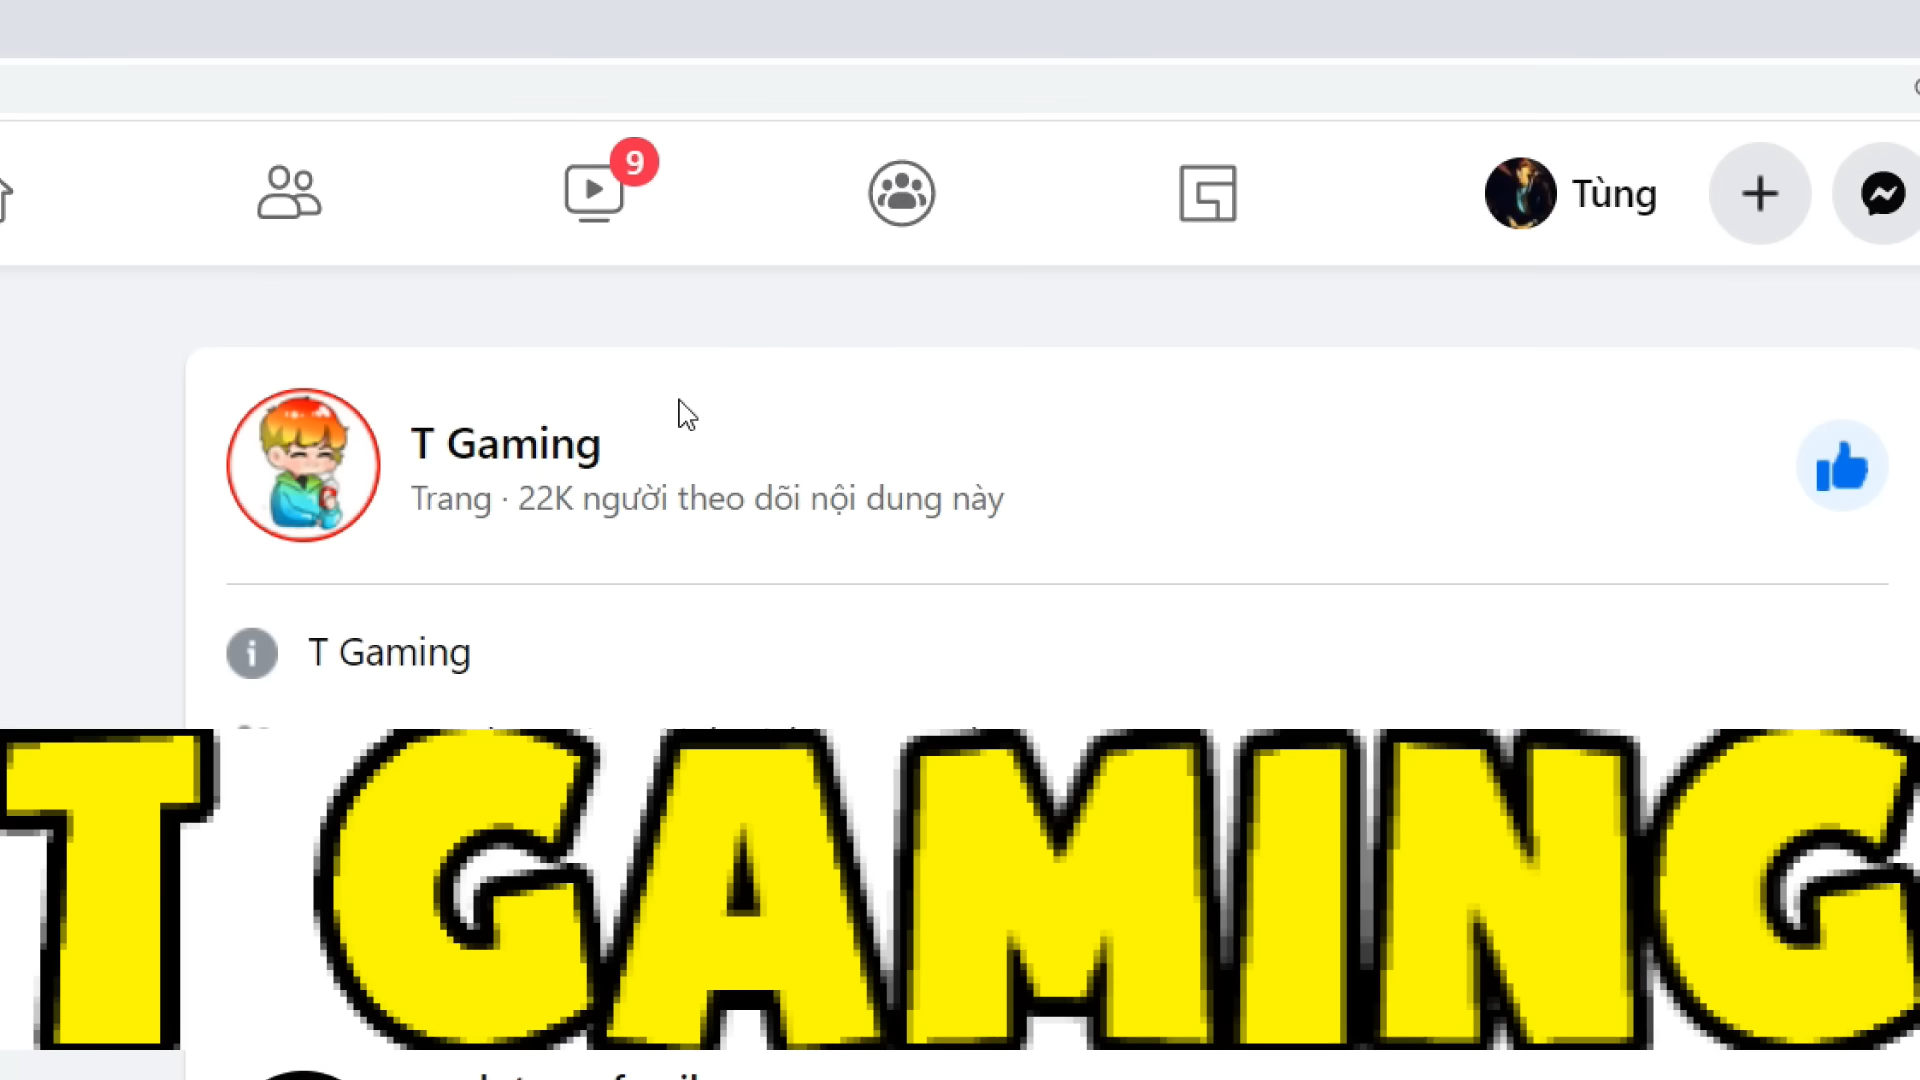 9
Tùng
T Gaming
Trang · 22K người theo dõi nội dung này
T Gaming
T GAMING